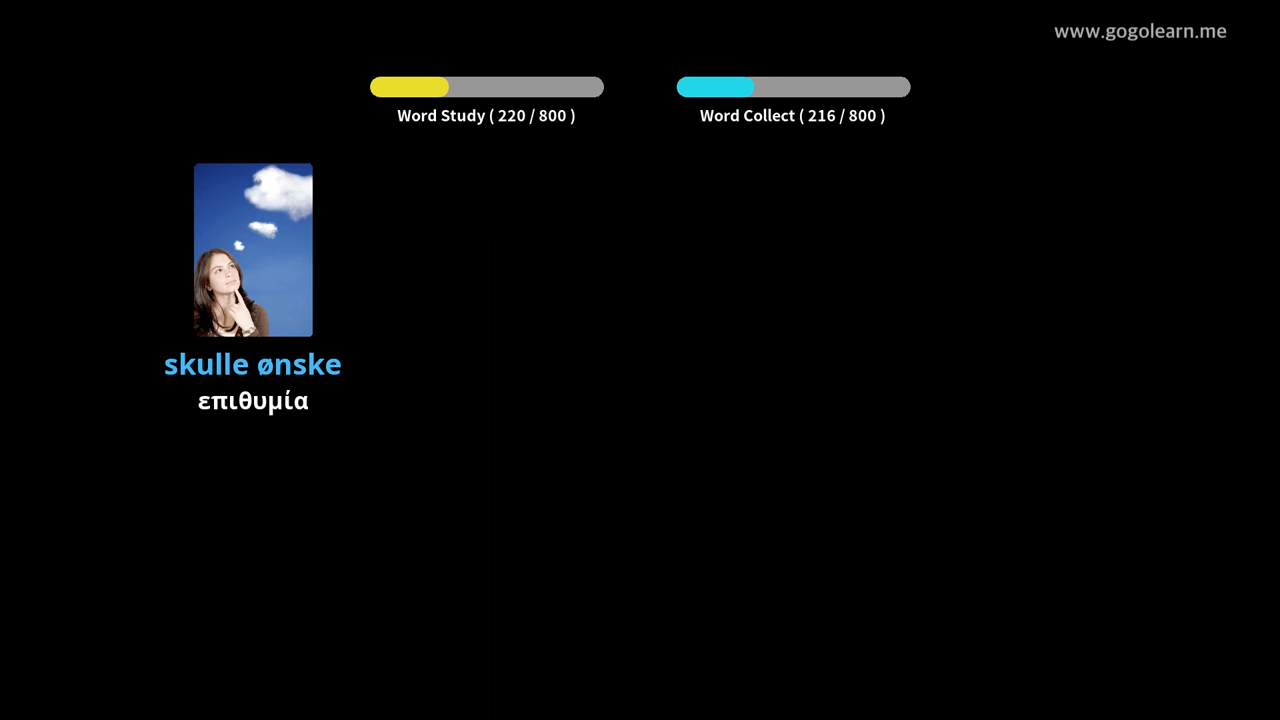 www.gogolearn.me
Word Study ( 220 / 800 )
Word Collect ( 216 / 800 )
skulle ønske
επιθυμία